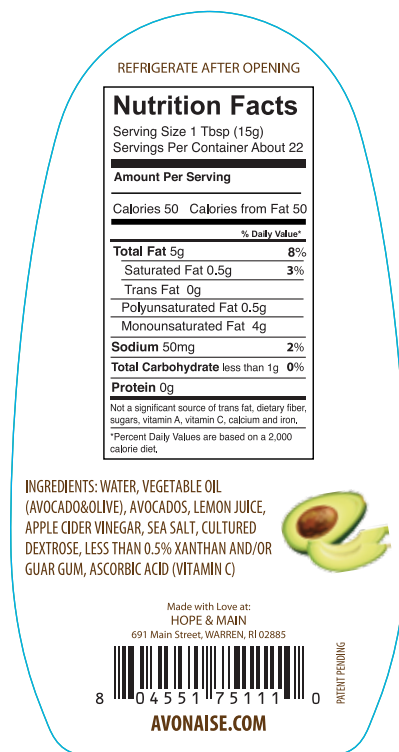 REFRIGERATE AFTER OPENING
Nutrition Facts
Serving Size 1 Tbsp (15g)
Servings Per Container About 22
Amount Per Serving
Calories 50 Calories from Fat 50
% Daily Value*
Total Fat 5g 8%
Saturated Fat 0.5g 3%
Trans Fat 0g
Polyunsaturated Fat 0.5g
Monounsaturated Fat 4g
Sodium 50mg 2%
Total Carbohydrate less than 1g 0%
Protein 0g
Not a significant source of trans fat, dietary fiber,
sugars, vitamin A, vitamin C, calcium and iron.
*Percent Daily Values are based on a 2,000
calorie diet.
INGREDIENTS: WATER, VEGETABLE OIL
(AVOCADO&OLIVE), AVOCADOS, LEMON JUICE,
APPLE CIDER VINEGAR, SEA SALT, CULTURED
DEXTROSE, LESS THAN 0.5% XANTHAN AND/OR
GUAR GUM, ASCORBIC ACID (VITAMIN C)
Made with Love at:
HOPE & MAIN
691 Main Street, WARREN, RI 02885
8 04551 75111 0
PATENT PENDING
AVONAISE.COM